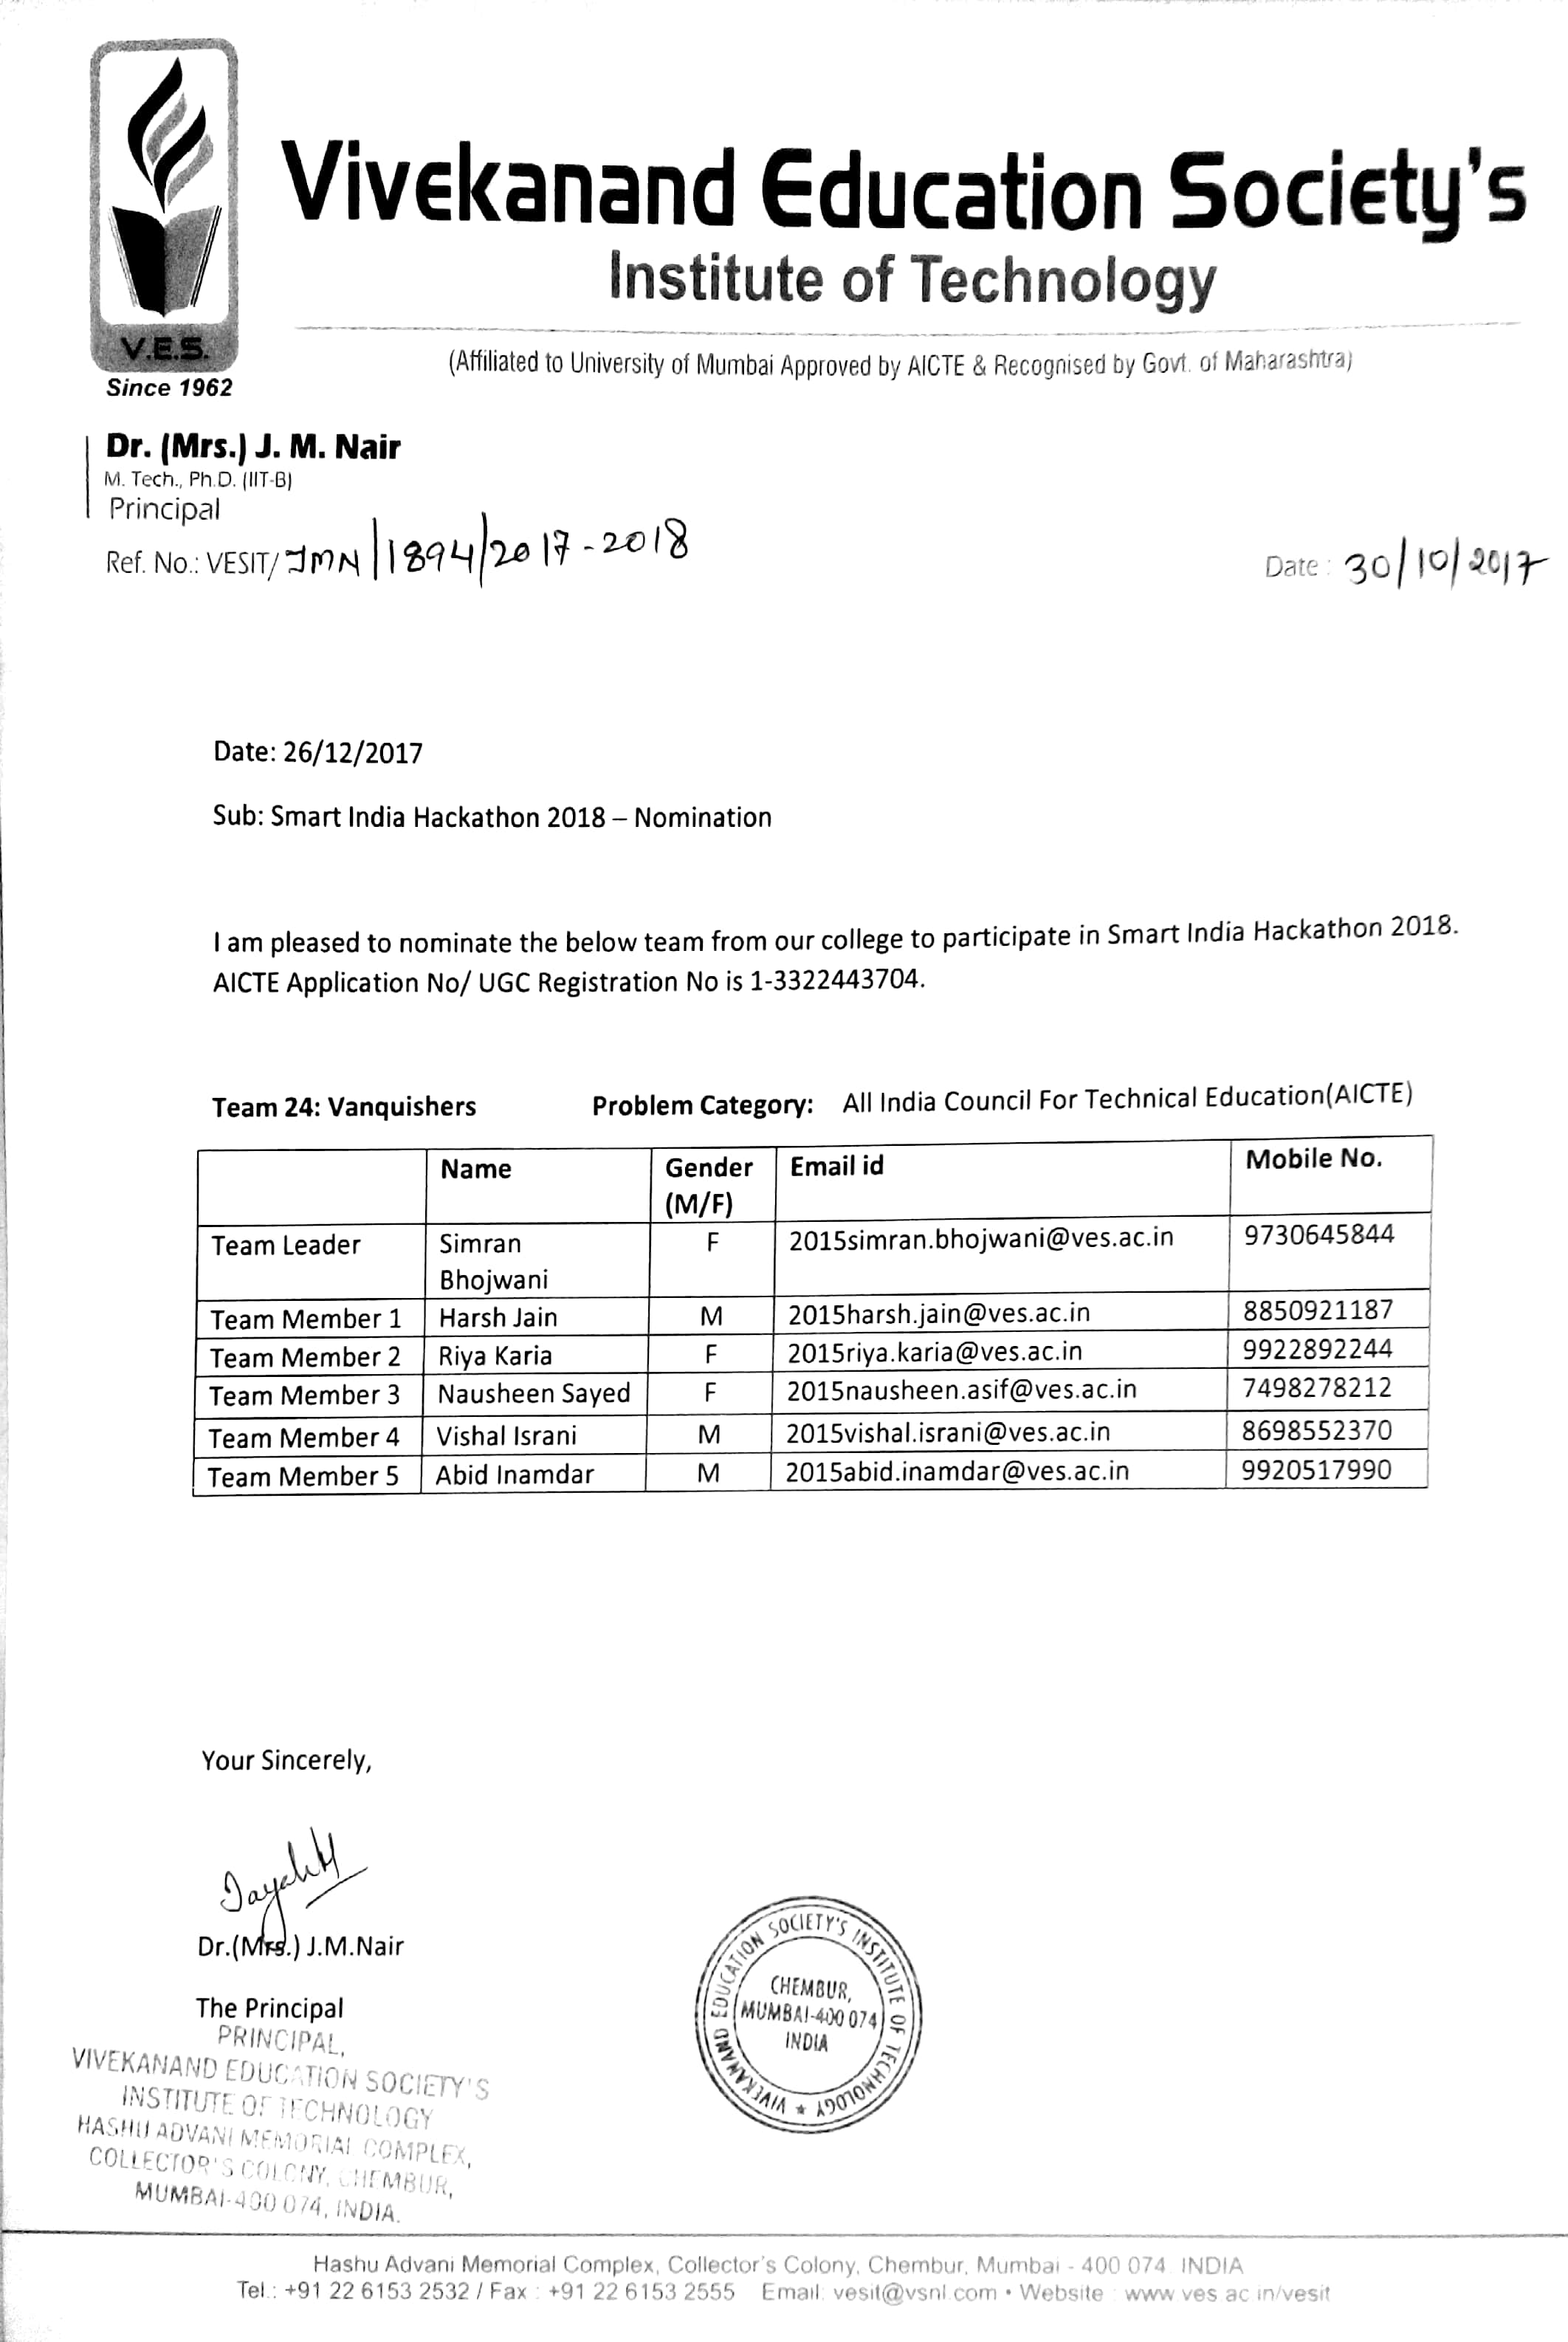 Vivekanand Education Society's
Institute of Technology
(Affiliated to University of Mumbai Approved by AICTE & Recognised by Govt. of Maharashtra)
V.E.S.
Since 1962
Dr. (Mrs.) J. M. Nair
M. Tech., Ph.D. (IIT-B)
Principal
Ref. No.: VESIT/ JMN/1894/2017-2018
Date : 30/10/2017
Date: 26/12/2017
Sub: Smart India Hackathon 2018 – Nomination
I am pleased to nominate the below team from our college to participate in Smart India Hackathon 2018.
AICTE Application No/ UGC Registration No is 1-3322443704.
Team 24: Vanquishers Problem Category: All India Council For Technical Education(AICTE)
Name Gender (M/F) Email id Mobile No.
Team Leader Simran Bhojwani F 2015simran.bhojwani@ves.ac.in 9730645844
Team Member 1 Harsh Jain M 2015harsh.jain@ves.ac.in 8850921187
Team Member 2 Riya Karia F 2015riya.karia@ves.ac.in 9922892244
Team Member 3 Nausheen Sayed F 2015nausheen.asif@ves.ac.in 7498278212
Team Member 4 Vishal Israni M 2015vishal.israni@ves.ac.in 8698552370
Team Member 5 Abid Inamdar M 2015abid.inamdar@ves.ac.in 9920517990
Your Sincerely,
Dr.(Mrs.) J.M.Nair
The Principal
PRINCIPAL,
VIVEKANAND EDUCATION SOCIETY'S
INSTITUTE OF TECHNOLOGY
HASHU ADVANI MEMORIAL COMPLEX,
COLLECTOR'S COLONY, CHEMBUR,
MUMBAI-400 074, INDIA.
VIVEKANAND EDUCATION SOCIETY'S INSTITUTE OF TECHNOLOGY ★
CHEMBUR,
MUMBAI-400 074
INDIA
Hashu Advani Memorial Complex, Collector's Colony, Chembur, Mumbai - 400 074 INDIA
Tel.: +91 22 6153 2532 / Fax : +91 22 6153 2555 Email: vesit@vsnl.com • Website : www.ves.ac.in/vesit